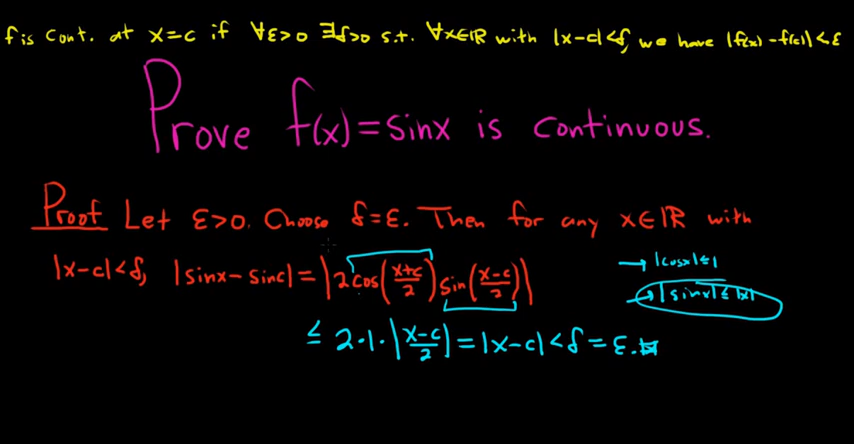 f is cont. at x=c if ∀ε>0 ∃δ>0 s.t. ∀x∈ℝ with |x-c|<δ, we have |f(x)-f(c)|<ε
Prove f(x)=sinx is continuous.
Proof Let ε>0. Choose δ=ε. Then for any x∈ℝ with
|x-c|<δ, |sinx-sinc|=|2cos((x+c)/2)sin((x-c)/2)|
→ |cosx|≤1
→ |sinx|≤|x|
≤ 2·1·|(x-c)/2|=|x-c|<δ=ε.